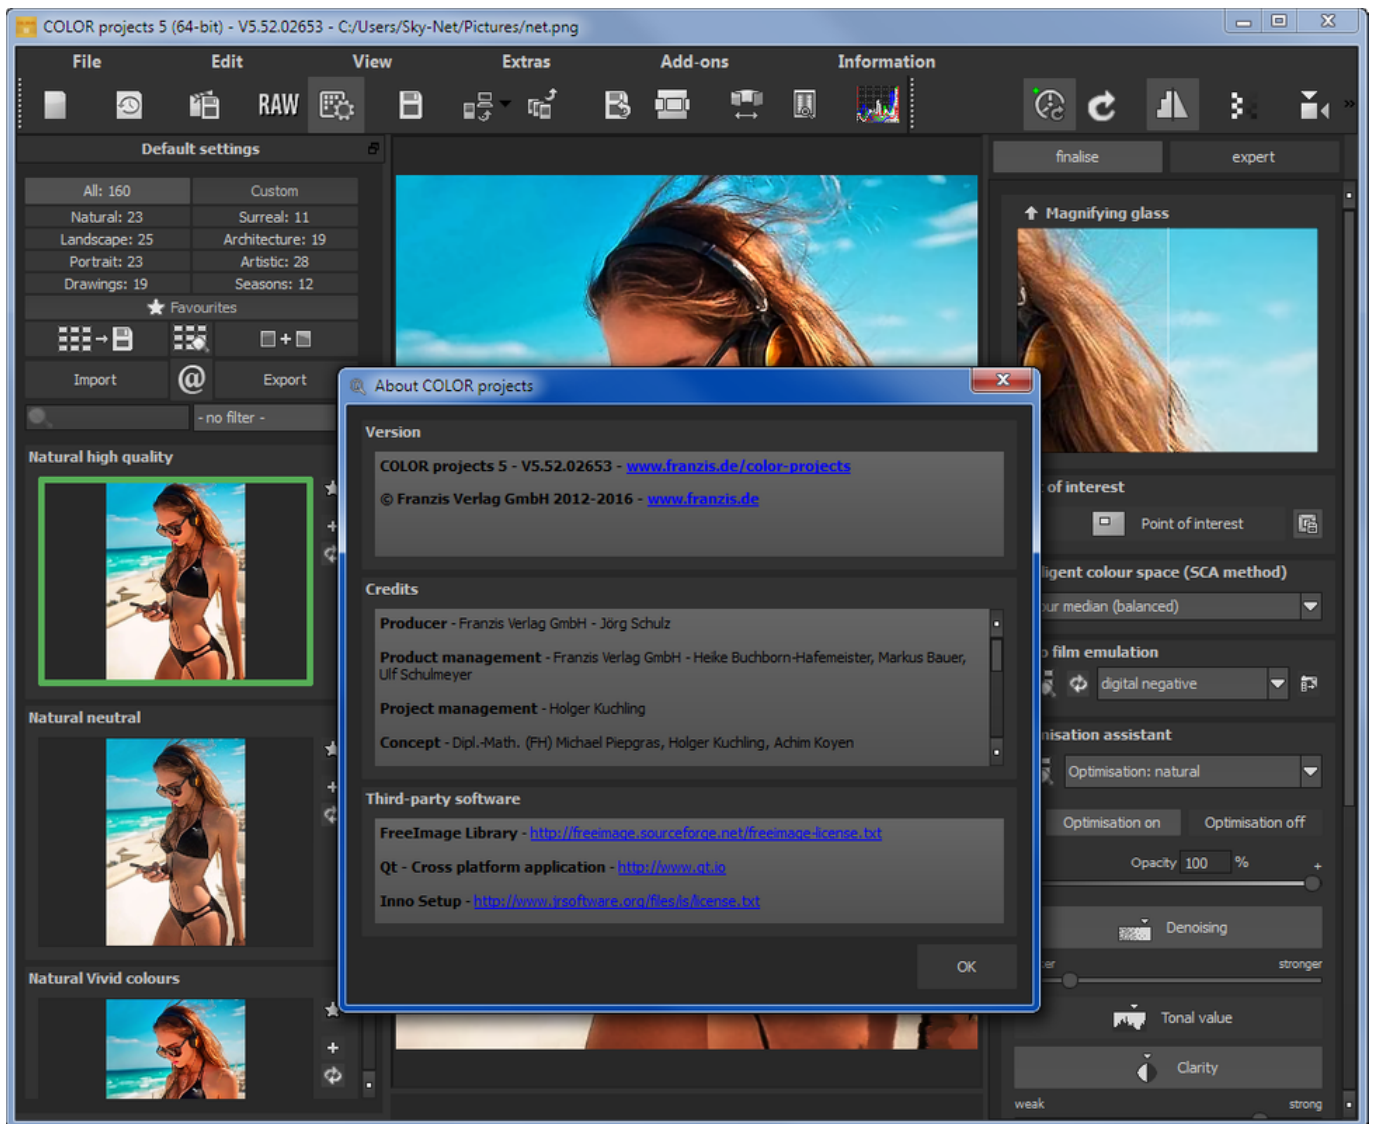 COLOR projects 5 (64-bit) - V5.52.02653 - C:/Users/Sky-Net/Pictures/net.png
File Edit View Extras Add-ons Information
RAW
Default settings
All: 160 Custom
Natural: 23 Surreal: 11
Landscape: 25 Architecture: 19
Portrait: 23 Artistic: 28
Drawings: 19 Seasons: 12
Favourites
Import @ Export
- no filter -
Natural high quality
Natural neutral
Natural Vivid colours
About COLOR projects
Version
COLOR projects 5 - V5.52.02653 - www.franzis.de/color-projects
© Franzis Verlag GmbH 2012-2016 - www.franzis.de
Credits
Producer - Franzis Verlag GmbH - Jörg Schulz
Product management - Franzis Verlag GmbH - Heike Buchborn-Hafemeister, Markus Bauer,
Ulf Schulmeyer
Project management - Holger Kuchling
Concept - Dipl.-Math. (FH) Michael Piepgras, Holger Kuchling, Achim Koyen
Third-party software
FreeImage Library - http://freeimage.sourceforge.net/freeimage-license.txt
Qt - Cross platform application - http://www.qt.io
Inno Setup - http://www.jrsoftware.org/files/is/license.txt
OK
finalise expert
Magnifying glass
of interest
Point of interest
colour space (SCA method)
median (balanced)
film emulation
digital negative
assistant
Optimisation: natural
Optimisation on Optimisation off
Opacity 100 %
+
Denoising
stronger
Tonal value
Clarity
weak strong